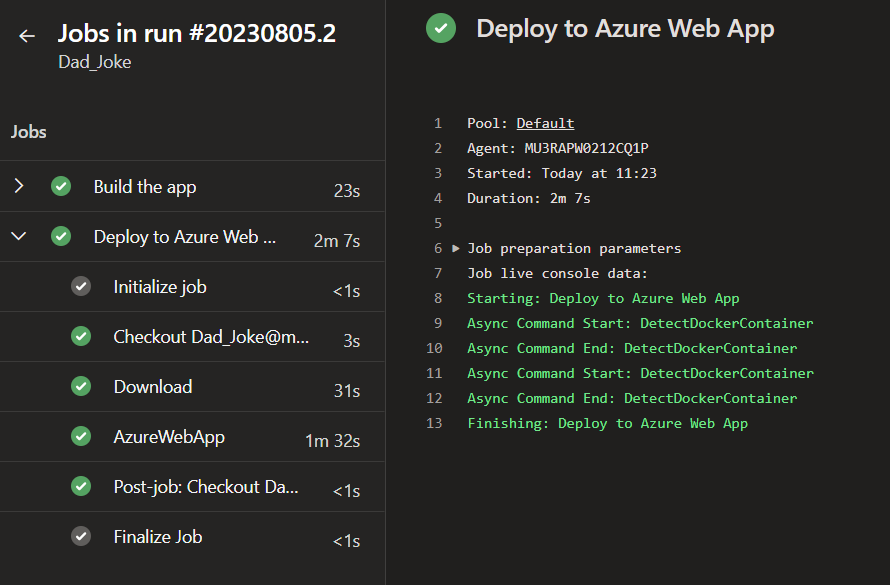 Jobs in run #20230805.2
Dad_Joke
Jobs
Build the app 23s
Deploy to Azure Web ... 2m 7s
Initialize job <1s
Checkout Dad_Joke@m... 3s
Download 31s
AzureWebApp 1m 32s
Post-job: Checkout Da... <1s
Finalize Job <1s
Deploy to Azure Web App
1 Pool: Default
2 Agent: MU3RAPW0212CQ1P
3 Started: Today at 11:23
4 Duration: 2m 7s
5
6 Job preparation parameters
7 Job live console data:
8 Starting: Deploy to Azure Web App
9 Async Command Start: DetectDockerContainer
10 Async Command End: DetectDockerContainer
11 Async Command Start: DetectDockerContainer
12 Async Command End: DetectDockerContainer
13 Finishing: Deploy to Azure Web App